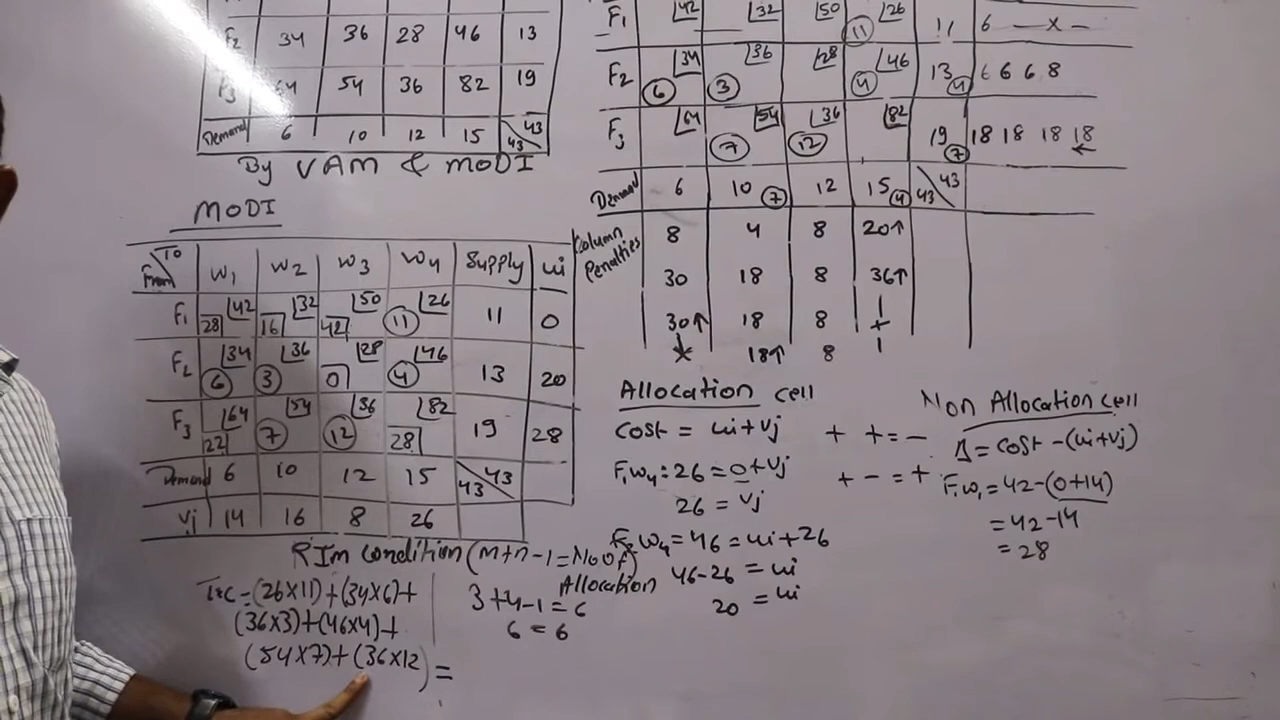 F2 34 36 28 46 13
F3 64 54 36 82 19
Demand 6 10 12 15 43 43
By VAM & MODI
MODI
To From W1 W2 W3 W4 Supply ui
F1 42 28 32 16 50 42 26 11 11 0
F2 34 6 36 3 28 0 46 4 13 20
F3 64 22 54 7 36 12 82 28 19 28
Demand 6 10 12 15 43 43
Vj 14 16 8 26
RIM condition (m+n-1 = No of Allocation)
3+4-1=6
6=6
T.C = (26×11)+(34×6)+
(36×3)+(46×4)+
(54×7)+(36×12) =
F1 42 32 50 26 11 11 6 — x -
F2 34 6 36 3 28 46 4 13 4 6 6 6 8
F3 64 54 7 36 12 82 19 7 18 18 18 18 ←
Demand 6 10 7 12 15 4 43 43
Column Penalties 8 4 8 20↑
30 18 8 36↑
30↑ 18 8
18↑ 8
Allocation cell
Cost = ui+vj
F1W4: 26 = 0+vj
26 = vj
F2W4 = 46 = ui+26
46-26 = ui
20 = ui
+ + = -
+ - = +
Non Allocation cell
Δ = cost-(ui+vj)
F1W1 = 42-(0+14)
= 42-14
= 28